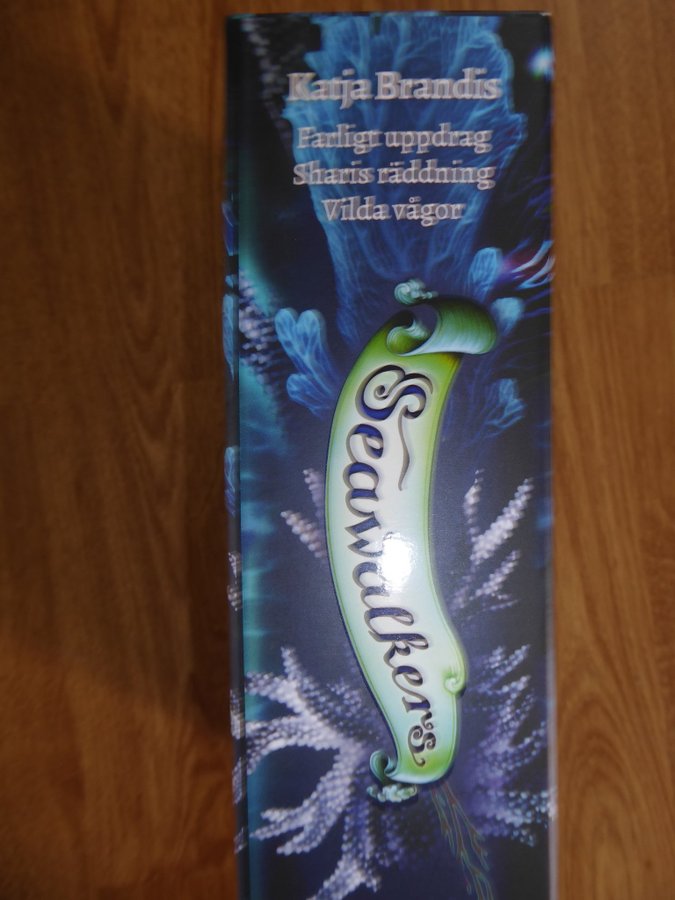 Katja Brandis
Farligt uppdrag
Sharis räddning
Vilda vågor
Seawalkers